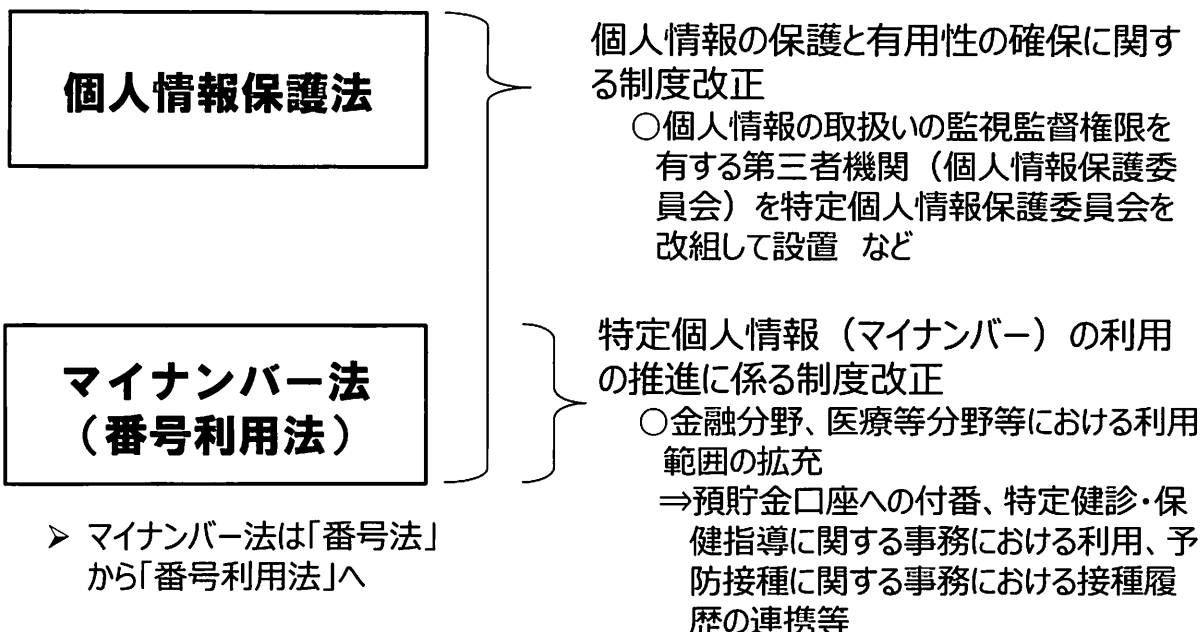 個人情報保護法
個人情報の保護と有用性の確保に関す
る制度改正
○個人情報の取扱いの監視監督権限を
有する第三者機関（個人情報保護委
員会）を特定個人情報保護委員会を
改組して設置 など
マイナンバー法
（番号利用法）
➢ マイナンバー法は「番号法」
から「番号利用法」へ
特定個人情報（マイナンバー）の利用
の推進に係る制度改正
○金融分野、医療等分野等における利用
範囲の拡充
⇒預貯金口座への付番、特定健診・保
健指導に関する事務における利用、予
防接種に関する事務における接種履
歴の連携等